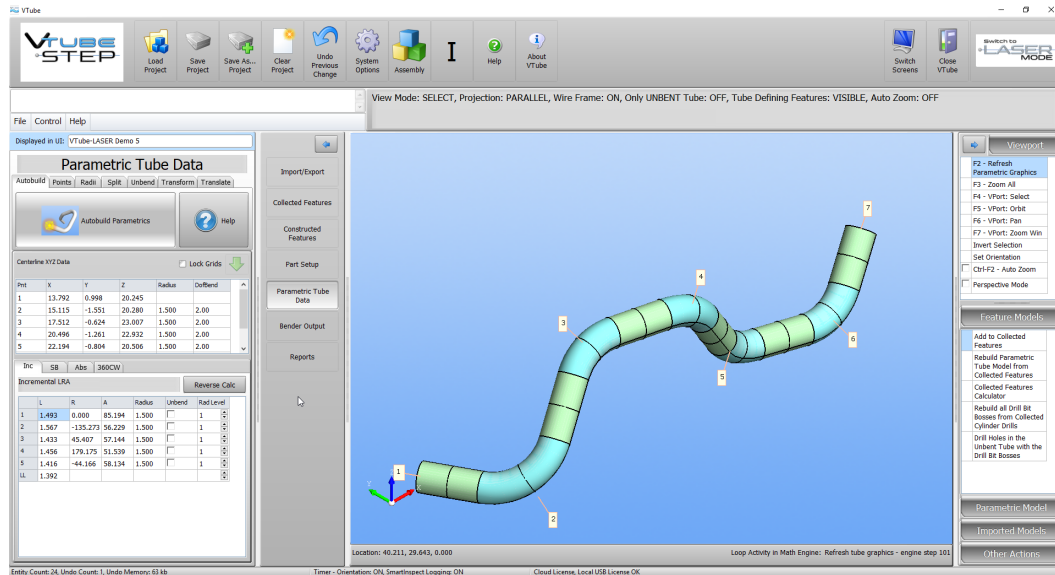 VTube
VTUBE
STEP
Load
Project
Save
Project
Save As...
Project
Clear
Project
Undo
Previous
Change
System
Options
Assembly
Help
About
VTube
Switch
Screens
Close
VTube
Switch to
LASER
MODE
View Mode: SELECT, Projection: PARALLEL, Wire Frame: ON, Only UNBENT Tube: OFF, Tube Defining Features: VISIBLE, Auto Zoom: OFF
File Control Help
Displayed in UI: VTube-LASER Demo 5
Parametric Tube Data
Autobuild Points Radii Split Unbend Transform Translate
Autobuild Parametrics
Help
Centerline XYZ Data
Lock Grids
Pnt X Y Z Radius DofBend
1 13.792 0.998 20.245
2 15.115 -1.551 20.280 1.500 2.00
3 17.512 -0.624 23.007 1.500 2.00
4 20.496 -1.261 22.932 1.500 2.00
5 22.194 -0.804 20.506 1.500 2.00
Inc SB Abs 360CW
Incremental LRA
Reverse Calc
L R A Radius Unbend Rad Level
1 1.493 0.000 85.194 1.500 1
2 1.567 -135.273 56.229 1.500 1
3 1.433 45.407 57.144 1.500 1
4 1.456 179.175 51.539 1.500 1
5 1.416 -44.166 58.134 1.500 1
LL 1.392
Import/Export
Collected Features
Constructed
Features
Part Setup
Parametric Tube
Data
Bender Output
Reports
1
2
3
4
5
6
7
Location: 40.211, 29.643, 0.000
Loop Activity in Math Engine: Refresh tube graphics - engine step 101
Viewport
F2 - Refresh
Parametric Graphics
F3 - Zoom All
F4 - VPort: Select
F5 - VPort: Orbit
F6 - VPort: Pan
F7 - VPort: Zoom Win
Invert Selection
Set Orientation
Ctrl-F2 - Auto Zoom
Perspective Mode
Feature Models
Add to Collected
Features
Rebuild Parametric
Tube Model from
Collected Features
Collected Features
Calculator
Rebuild all Drill Bit
Bosses from Collected
Cylinder Drills
Drill Holes in the
Unbent Tube with the
Drill Bit Bosses
Parametric Model
Imported Models
Other Actions
Entity Count: 24, Undo Count: 1, Undo Memory: 63 kb
Timer - Orientation: ON, SmartInspect Logging: ON
Cloud License, Local USB License OK